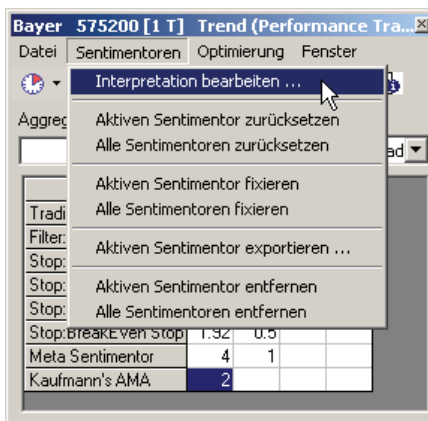 Bayer 575200 [1 T] Trend (Performance Tra...
Datei Sentimentoren Optimierung Fenster
Interpretation bearbeiten ...
Aktiven Sentimentor zurücksetzen
Alle Sentimentoren zurücksetzen
Aktiven Sentimentor fixieren
Alle Sentimentoren fixieren
Aktiven Sentimentor exportieren ...
Aktiven Sentimentor entfernen
Alle Sentimentoren entfernen
Aggreg
ad
Tradi
Filter:
Stop:
Stop:
Stop:
Stop:BreakEven Stop 1.92 0.5
Meta Sentimentor 4 1
Kaufmann's AMA 2